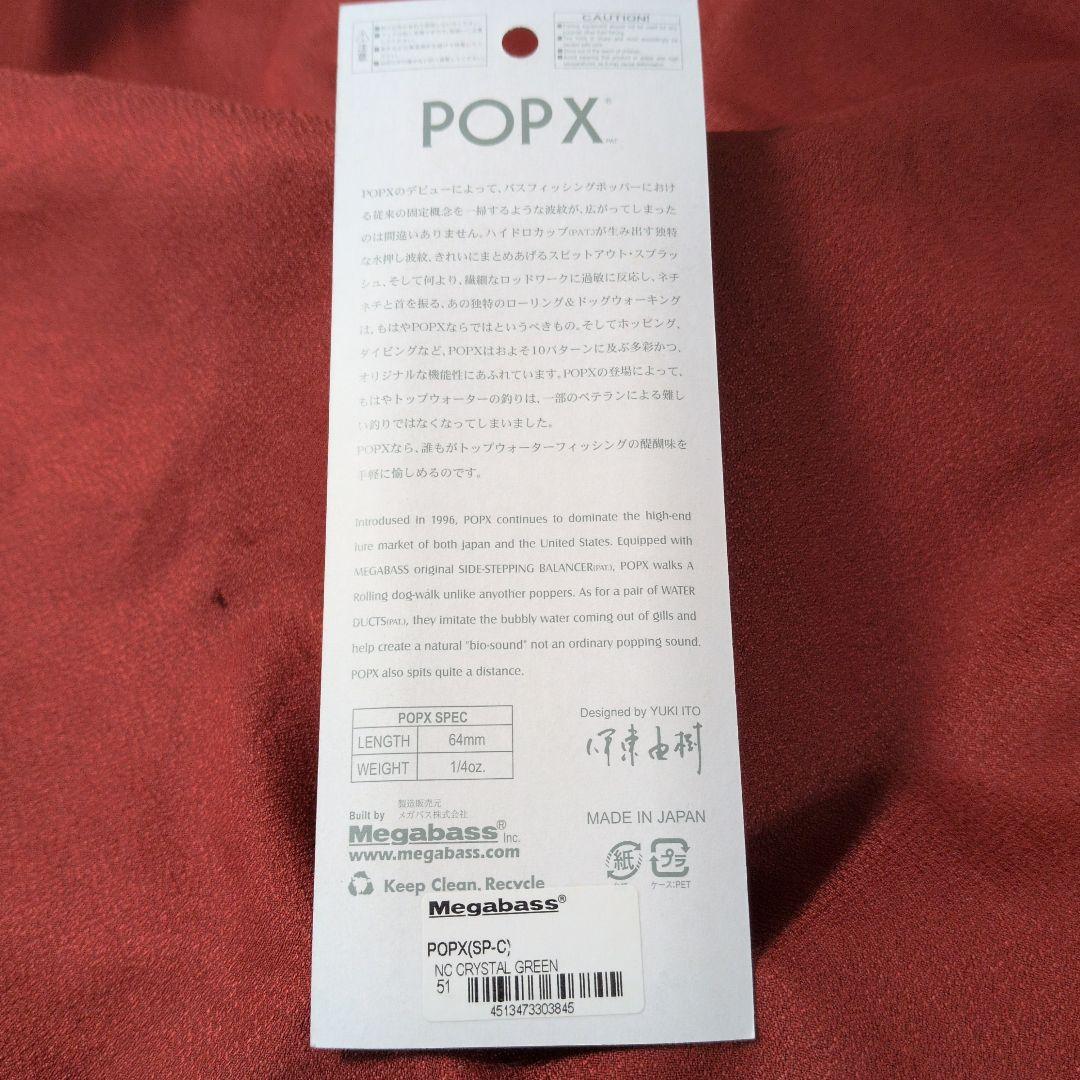 注意
CAUTION!
POP X®
PAT.
POPXのデビューによって、バスフィッシングポッパーにおけ
る従来の固定概念を一掃するような波紋が、広がってしまった
のは間違いありません。ハイドロカップ(PAT.)が生み出す独特
な水押し波紋、きれいにまとめあげるスピットアウト・スプラッ
シュ、そして何より、繊細なロッドワークに過敏に反応し、ネチ
ネチと首を振る、あの独特のローリング＆ドッグウォーキング
は、もはやPOPXならではというべきもの。そしてホッピング、
ダイビングなど、POPXはおよそ10パターンに及ぶ多彩かつ、
オリジナルな機能性にあふれています。POPXの登場によって、
もはやトップウォーターの釣りは、一部のベテランによる難し
い釣りではなくなってしまいました。
POPXなら、誰もがトップウォーターフィッシングの醍醐味を
手軽に愉しめるのです。
Introdused in 1996, POPX continues to dominate the high-end
lure market of both japan and the United States. Equipped with
MEGABASS original SIDE-STEPPING BALANCER(PAT.), POPX walks A
Rolling dog-walk unlike anyother poppers. As for a pair of WATER
DUCTS(PAT.), they imitate the bubbly water coming out of gills and
help create a natural "bio-sound" not an ordinary popping sound.
POPX also spits quite a distance.
POPX SPEC
LENGTH 64mm
WEIGHT 1/4oz.
Designed by YUKI ITO
伊東由樹
製造販売元
Built by メガバス株式会社
Megabass® Inc.
www.megabass.com
MADE IN JAPAN
紙 プラ
ケース:PET
Keep Clean. Recycle
Megabass®
POPX(SP-C)
NC CRYSTAL GREEN
51
4513473303845